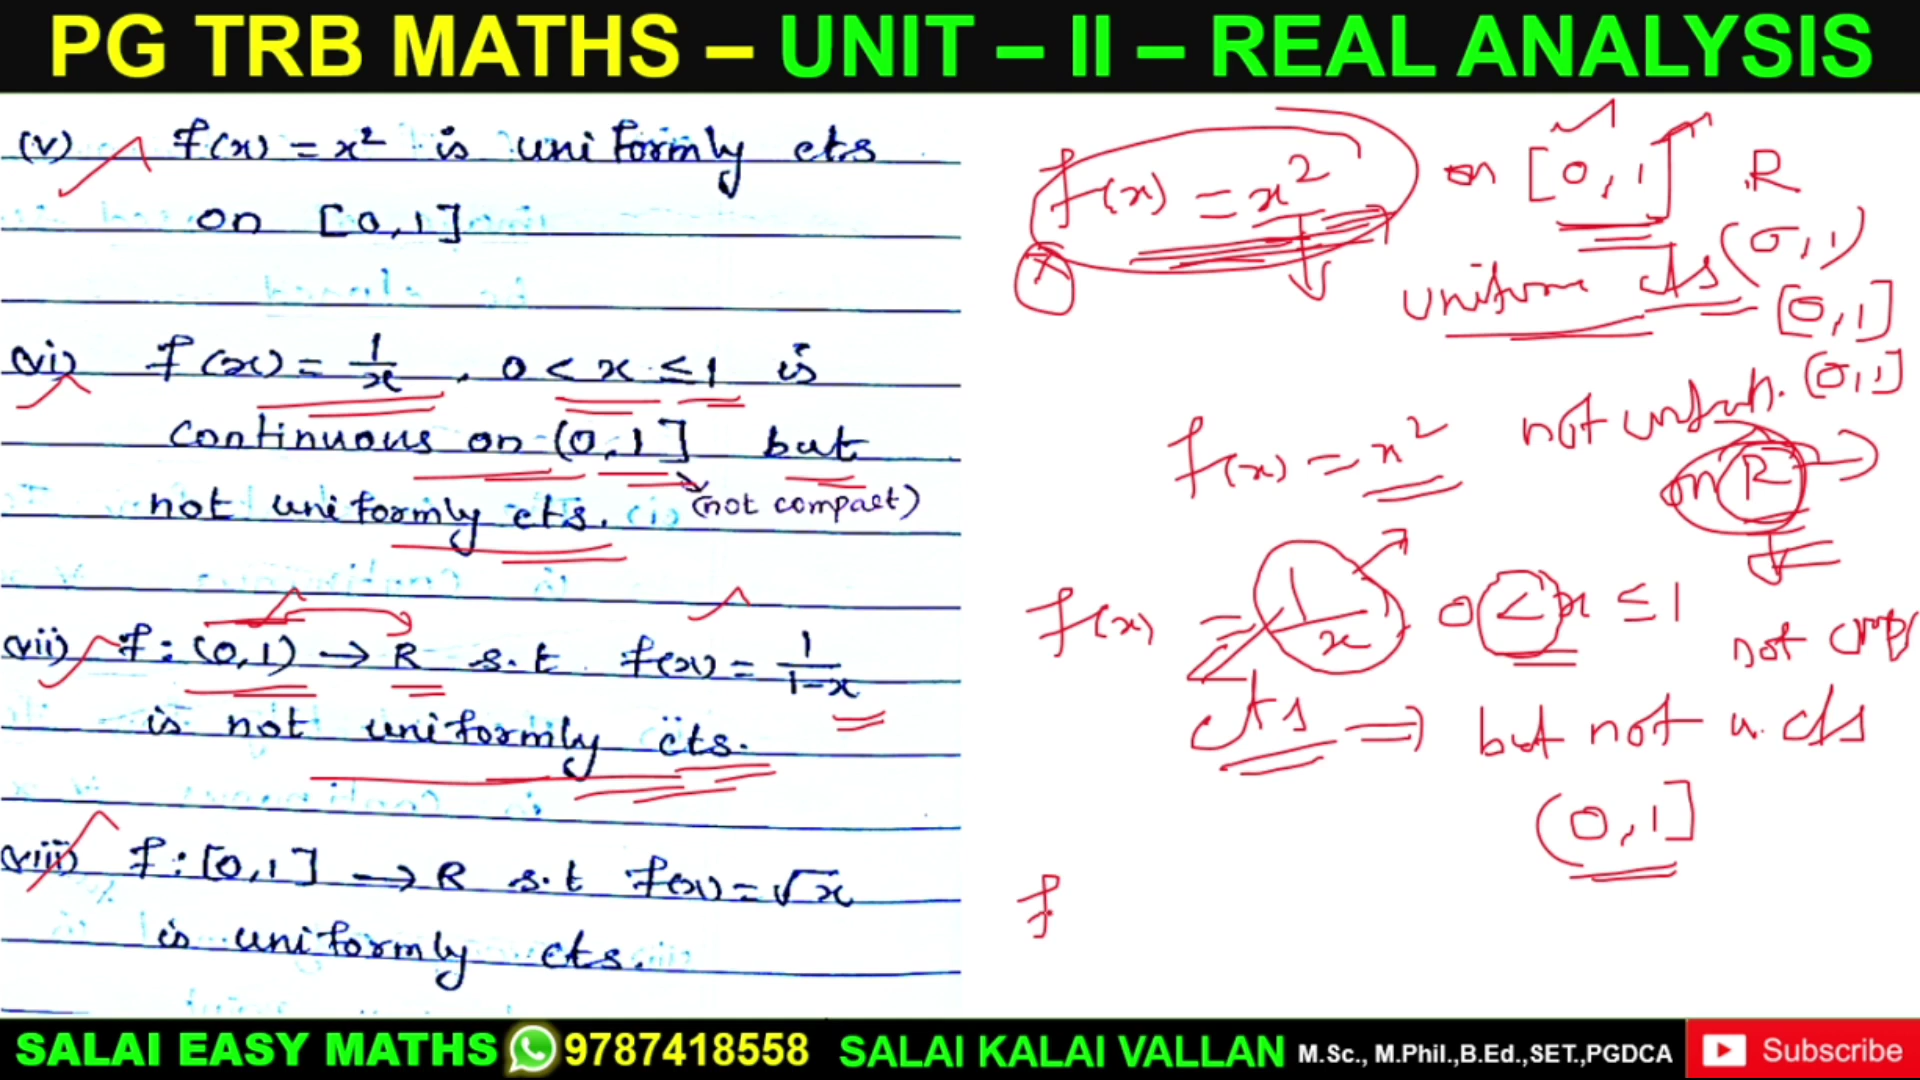 PG TRB MATHS – UNIT – II – REAL ANALYSIS
(v) f(x) = x² is uniformly cts
on [0,1]
(vi) f(x) = 1/x, 0 < x ≤ 1 is
continuous on (0,1] but
not uniformly cts. (not compact)
(vii) f: (0,1) → R s.t f(x) = 1/1-x
is not uniformly cts.
(viii) f: [0,1] → R s.t f(x) = √x
is uniformly cts.
f(x) = x² on [0,1] R
uniform cts (0,1)
[0,1]
(0,1]
f(x) = x² not
on R
f(x) = 1/x 0 < x ≤ 1
not
cts ⇒ but not u. cts
(0,1]
f
SALAI EASY MATHS 9787418558 SALAI KALAI VALLAN M.Sc., M.Phil.,B.Ed.,SET.,PGDCA Subscribe